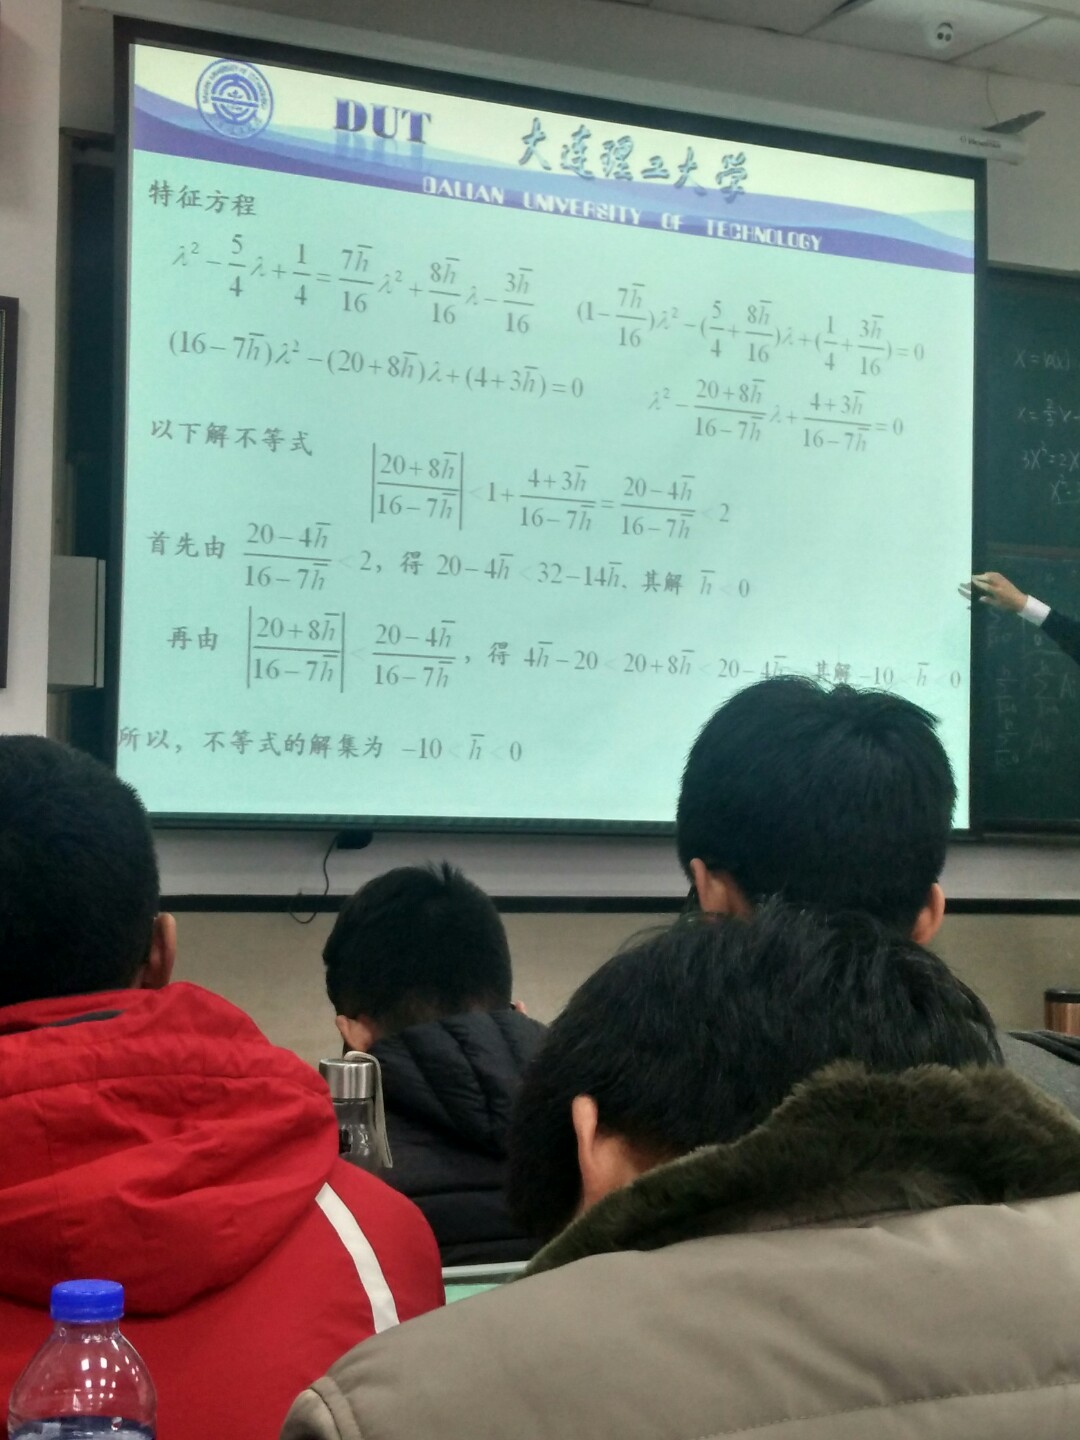 DUT 大连理工大学
DALIAN UNIVERSITY OF TECHNOLOGY
特征方程
λ² − 5/4 λ + 1/4 = 7h̅/16 λ² + 8h̅/16 λ − 3h̅/16
(1 − 7h̅/16)λ² − (5/4 + 8h̅/16)λ + (1/4 + 3h̅/16) = 0
(16 − 7h̅)λ² − (20 + 8h̅)λ + (4 + 3h̅) = 0
λ² − (20 + 8h̅)/(16 − 7h̅) λ + (4 + 3h̅)/(16 − 7h̅) = 0
以下解不等式
|(20 + 8h̅)/(16 − 7h̅)| < 1 + (4 + 3h̅)/(16 − 7h̅) = (20 − 4h̅)/(16 − 7h̅) < 2
首先由 (20 − 4h̅)/(16 − 7h̅) < 2, 得 20 − 4h̅ < 32 − 14h̅、其解 h̅ < 0
再由 |(20 + 8h̅)/(16 − 7h̅)| < (20 − 4h̅)/(16 − 7h̅), 得 4h̅ − 20 < 20 + 8h̅ < 20 − 4h̅ 其解 −10 < h̅ < 0
所以, 不等式的解集为 −10 < h̅ < 0